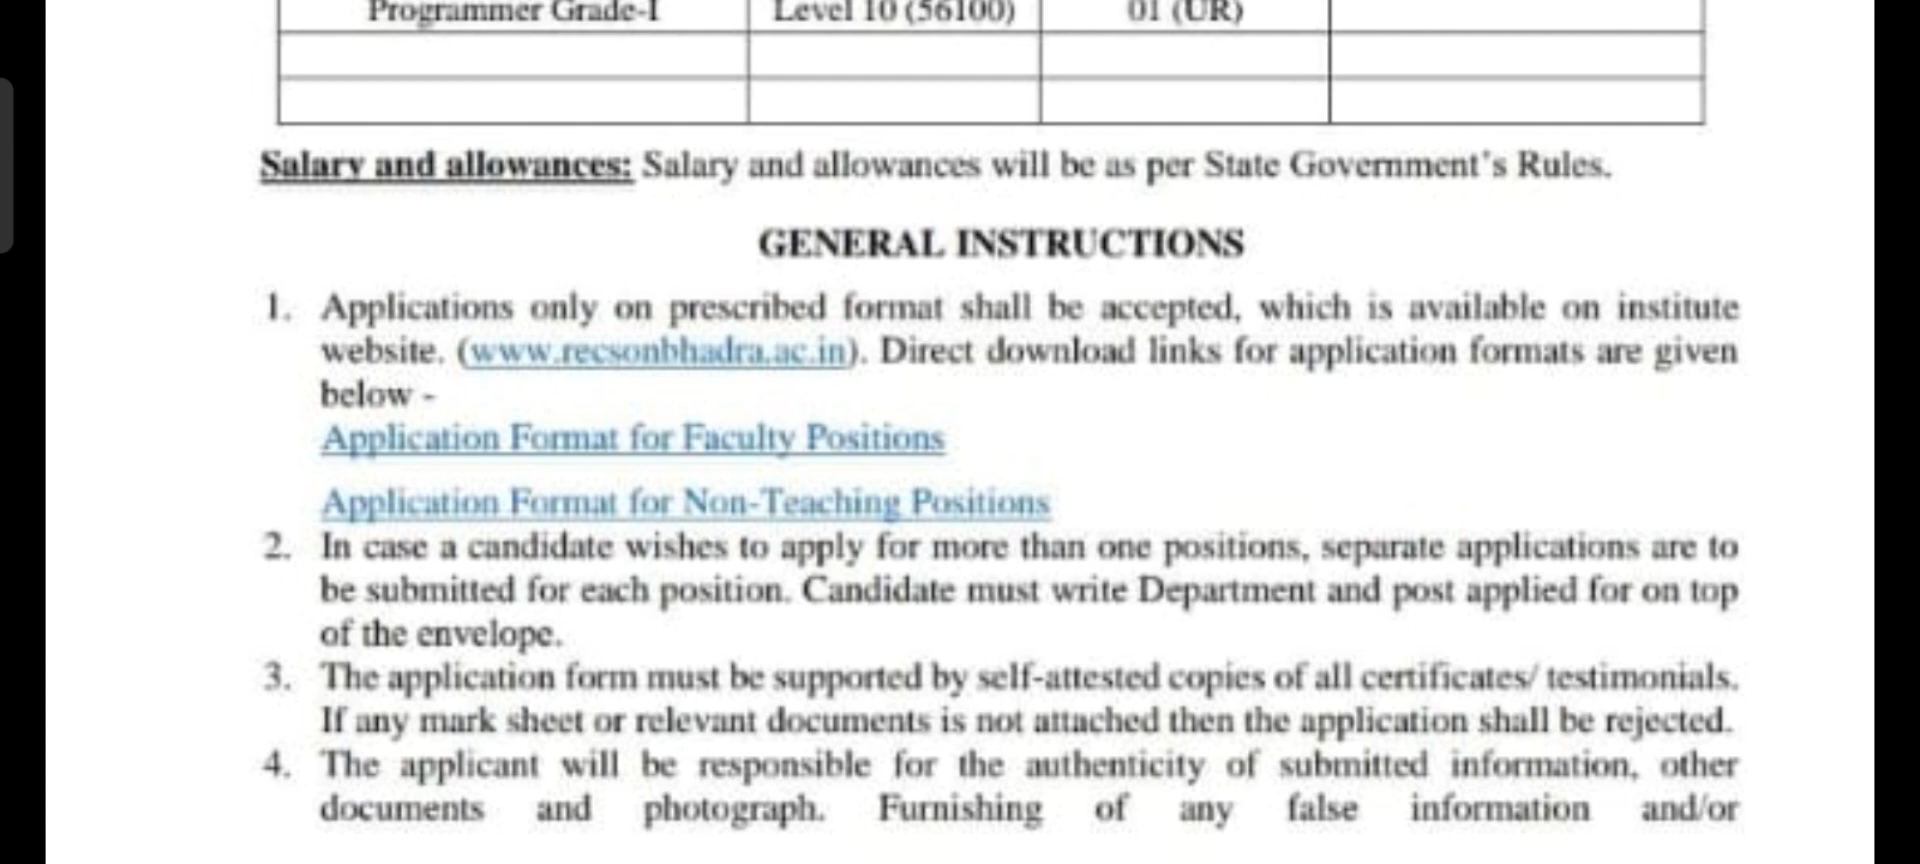 Programmer Grade-I Level 10 (56100) 01 (UR)
Salary and allowances: Salary and allowances will be as per State Government's Rules.
GENERAL INSTRUCTIONS
1. Applications only on prescribed format shall be accepted, which is available on institute
website. (www.recsonbhadra.ac.in). Direct download links for application formats are given
below -
Application Format for Faculty Positions
Application Format for Non-Teaching Positions
2. In case a candidate wishes to apply for more than one positions, separate applications are to
be submitted for each position. Candidate must write Department and post applied for on top
of the envelope.
3. The application form must be supported by self-attested copies of all certificates/ testimonials.
If any mark sheet or relevant documents is not attached then the application shall be rejected.
4. The applicant will be responsible for the authenticity of submitted information, other
documents and photograph. Furnishing of any false information and/or